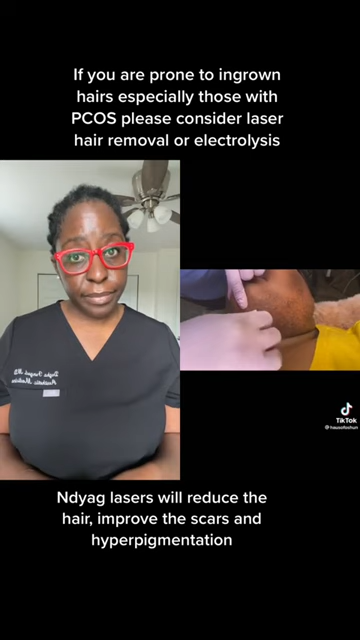 If you are prone to ingrown
hairs especially those with
PCOS please consider laser
hair removal or electrolysis
TikTok
@hausofoshun
Ndyag lasers will reduce the
hair, improve the scars and
hyperpigmentation